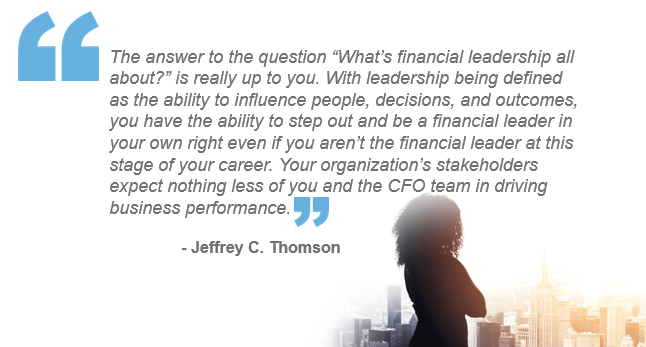 “
The answer to the question “What’s financial leadership all
about?” is really up to you. With leadership being defined
as the ability to influence people, decisions, and outcomes,
you have the ability to step out and be a financial leader in
your own right even if you aren’t the financial leader at this
stage of your career. Your organization’s stakeholders
expect nothing less of you and the CFO team in driving
business performance.”
- Jeffrey C. Thomson